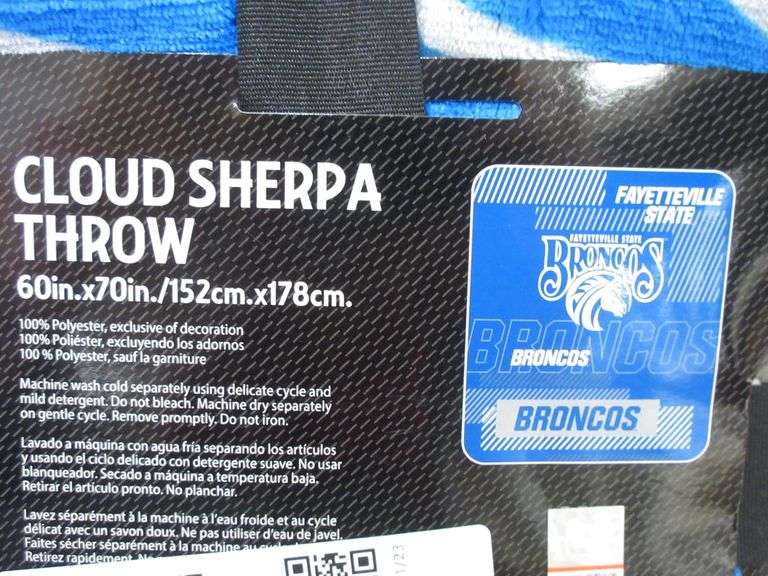 CLOUD SHERPA
THROW
60in.x70in./152cm.x178cm.
100% Polyester, exclusive of decoration
100% Poliéster, excluyendo los adornos
100 % Polyester, sauf la garniture
Machine wash cold separately using delicate cycle and
mild detergent. Do not bleach. Machine dry separately
on gentle cycle. Remove promptly. Do not iron.
Lavado a máquina con agua fría separando los artículos
y usando el ciclo delicado con detergente suave. No usar
blanqueador. Secado a máquina a temperatura baja.
Retirar el articulo pronto. No planchar.
Lavez séparément à la machine à l'eau froide et au cycle
délicat avec un savon doux. Ne pas utiliser d'eau de javel.
Faites sécher séparément à la machine au
Retirez rapidement.
FAYETTEVILLE
STATE
FAYETTEVILLE STATE
BRONCOS
BRONCOS
BRONCOS
BRONCOS
1/23